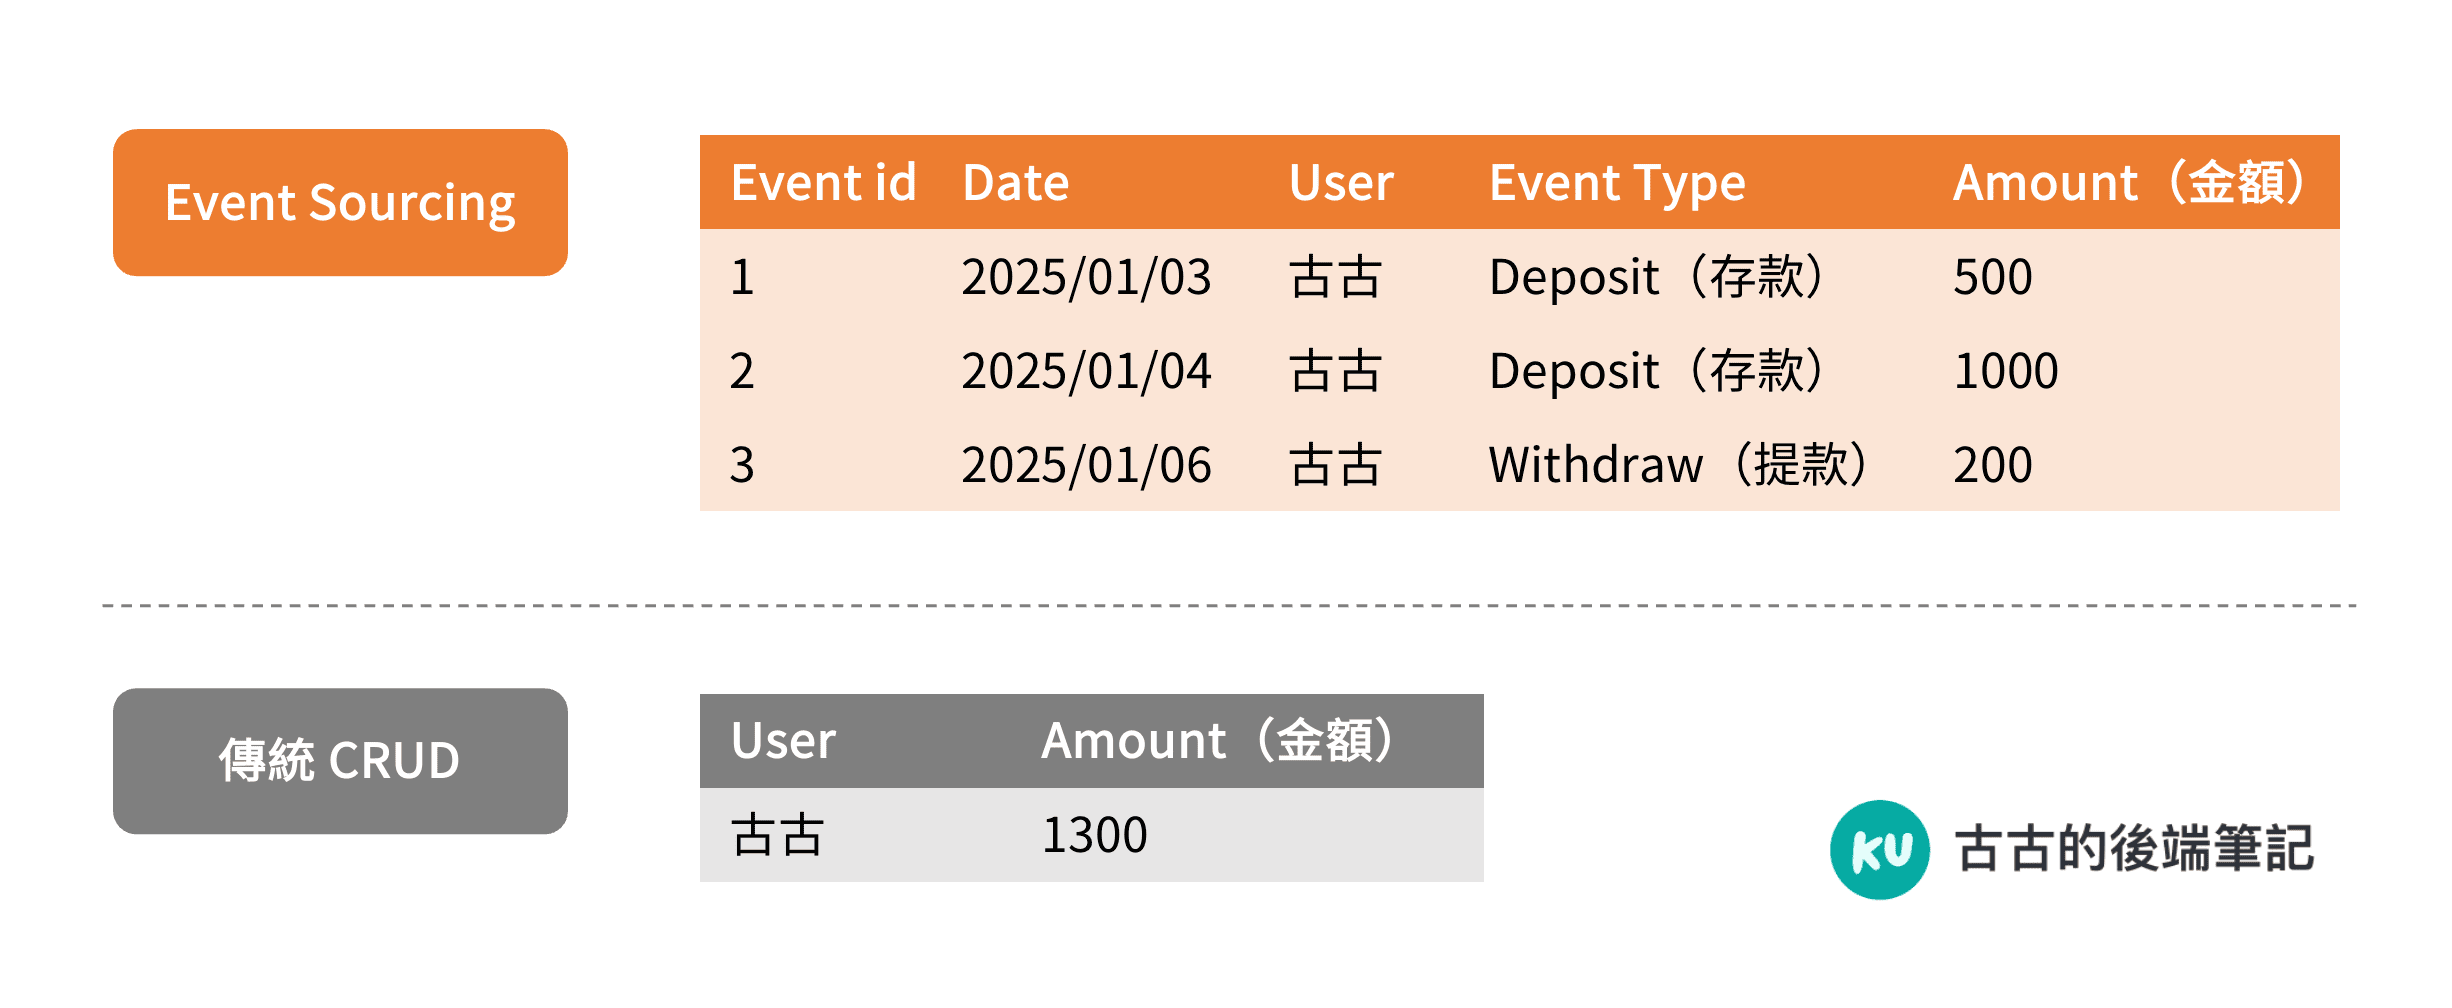 Event Sourcing
Event id Date User Event Type Amount（金額）
1 2025/01/03 古古 Deposit（存款） 500
2 2025/01/04 古古 Deposit（存款） 1000
3 2025/01/06 古古 Withdraw（提款） 200
傳統 CRUD
User Amount（金額）
古古 1300
KU 古古的後端筆記